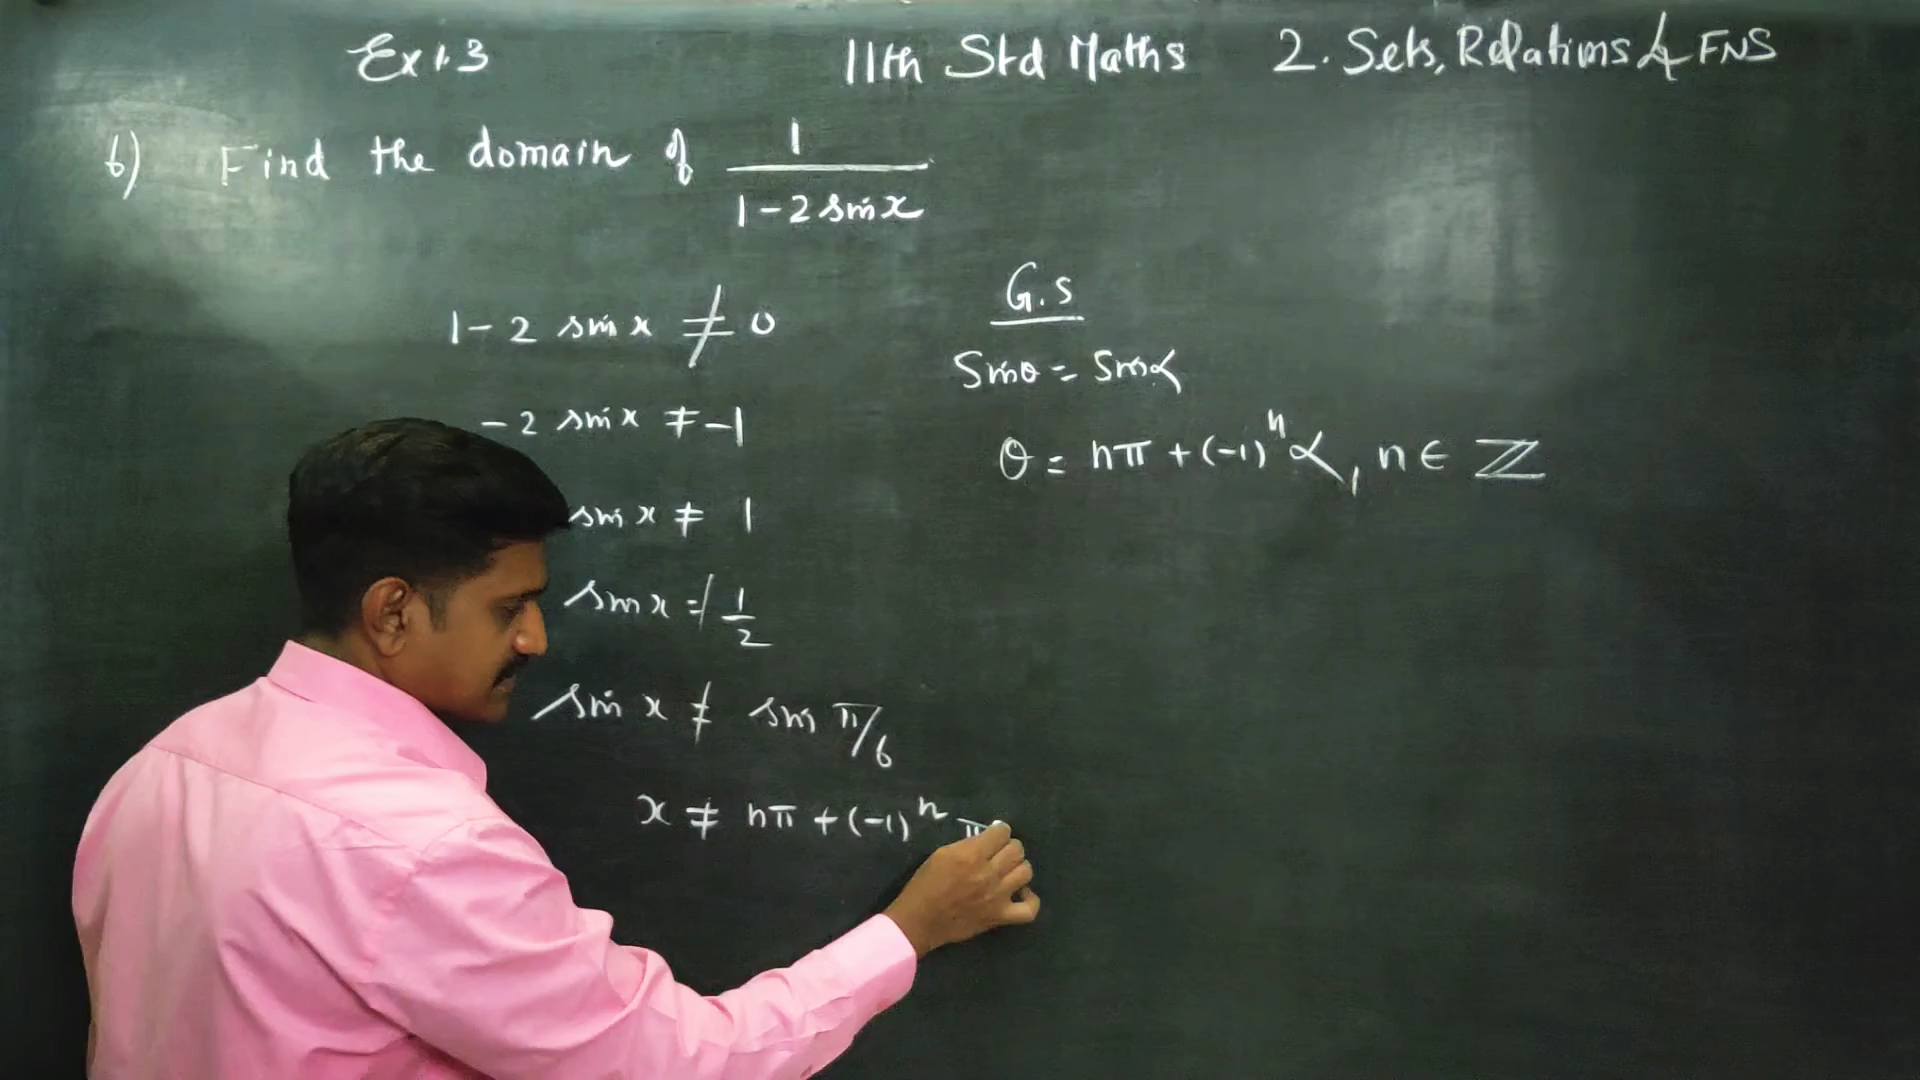 Ex 1.3 11th Std Maths 2. Sets, Relations & FNS
6) Find the domain of 1/(1-2 sin x)
1-2 sin x ≠ 0
-2 sin x ≠ -1
sin x ≠ 1
sin x ≠ 1/2
sin x ≠ sin π/6
x ≠ nπ + (-1)^n π
G.S
Sinθ = Sinα
θ = nπ + (-1)^n α, n ∈ ℤ